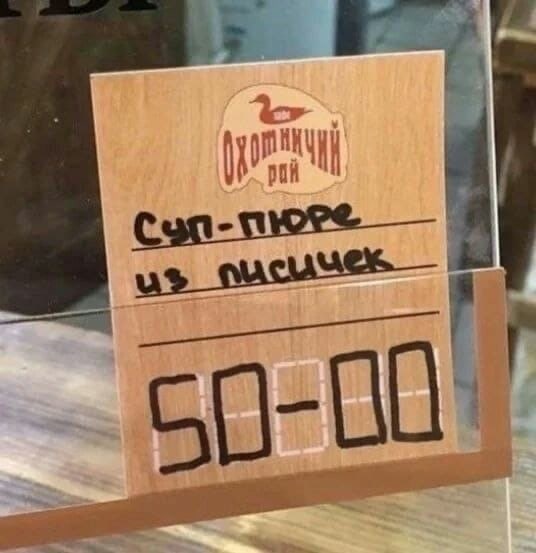 Охотничий
рай
Суп-пюре
из писичек
50-00